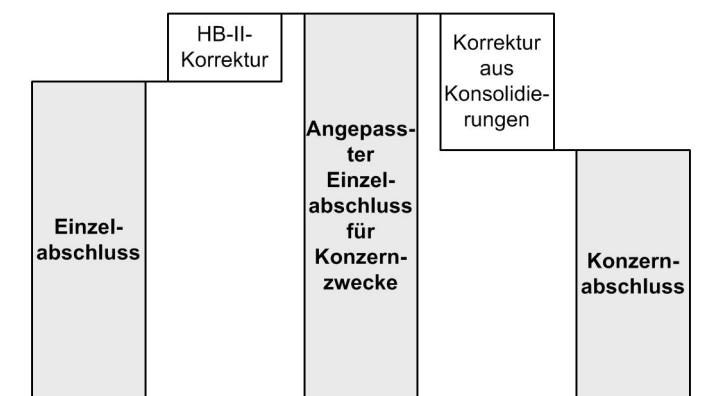 HB-II-
Korrektur
Korrektur
aus
Konsolidie-
rungen
Angepass-
ter
Einzel-
abschluss
für
Konzern-
zwecke
Einzel-
abschluss
Konzern-
abschluss